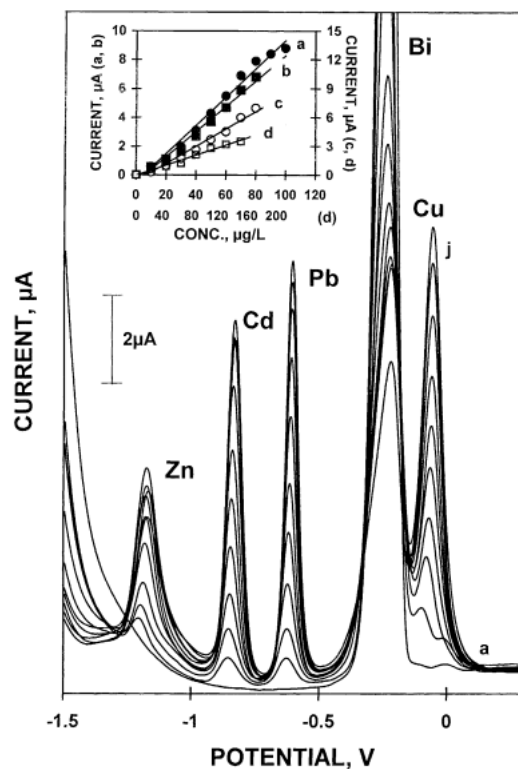 10
8
6
4
2
0
CURRENT, µA (a, b)
15
12
9
6
3
0
CURRENT, µA (c, d)
a
b
c
d
0 20 40 60 80 100 120
0 40 80 120 160 200 (d)
CONC., µg/L
Bi
Cu
j
Pb
Cd
Zn
2µA
a
CURRENT, µA
-1.5 -1 -0.5 0
POTENTIAL, V